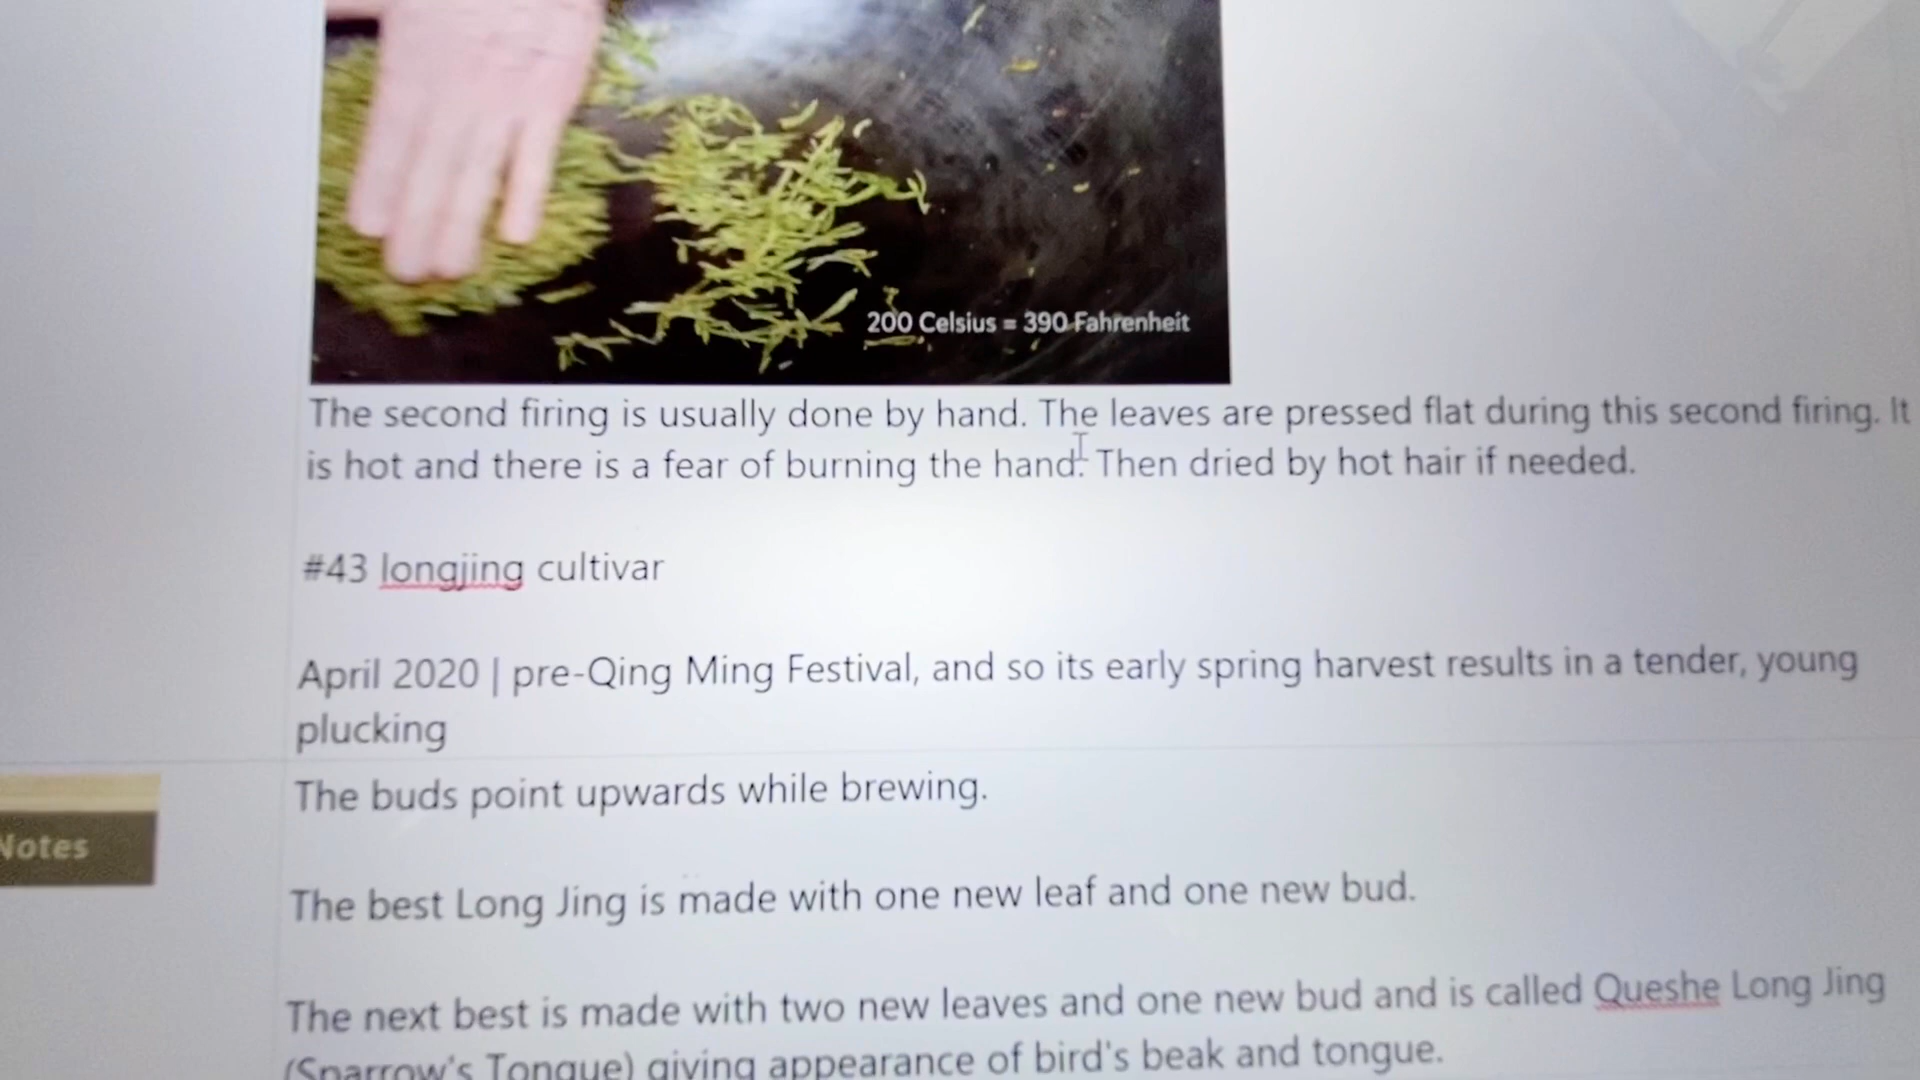 200 Celsius = 390 Fahrenheit
The second firing is usually done by hand. The leaves are pressed flat during this second firing. It
is hot and there is a fear of burning the hand. Then dried by hot hair if needed.
#43 longjing cultivar
April 2020 | pre-Qing Ming Festival, and so its early spring harvest results in a tender, young
plucking
The buds point upwards while brewing.
Notes
The best Long Jing is made with one new leaf and one new bud.
The next best is made with two new leaves and one new bud and is called Queshe Long Jing
(Sparrow's Tongue) giving appearance of bird's beak and tongue.